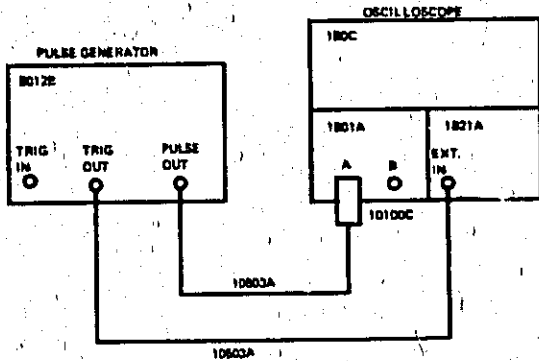 OSCILLOSCOPE
180C
PULSE GENERATOR
8012B
1801A
1821A
TRIG IN
TRIG OUT
PULSE OUT
A
B
EXT. IN
10100C
10503A
10503A